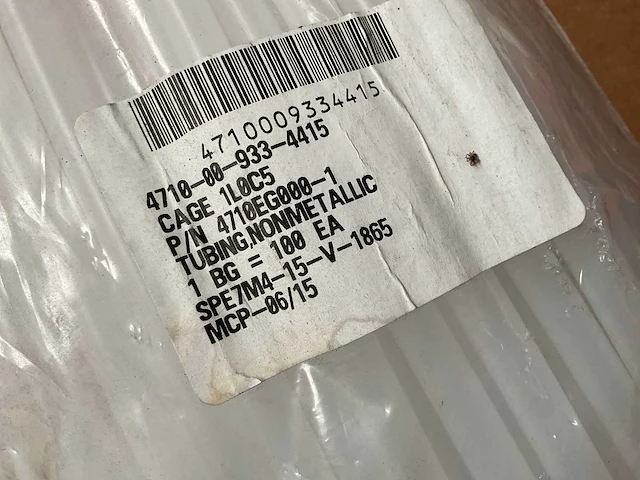 4710009334415
4710-00-933-4415
CAGE 1L0C5
P/N 4710EG000-1
TUBING,NONMETALLIC
1 BG = 100 EA
SPE7M4-15-V-1865
MCP-06/15